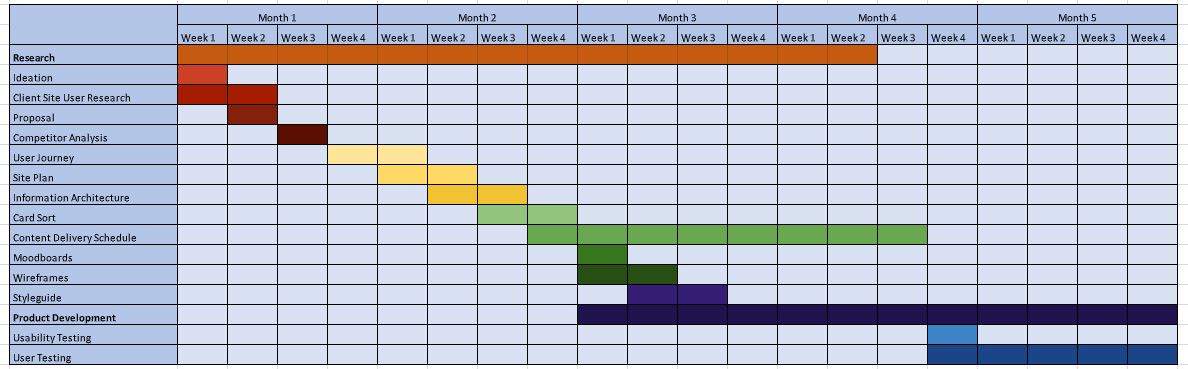 Month 1 Month 2 Month 3 Month 4 Month 5
Week 1 Week 2 Week 3 Week 4 Week 1 Week 2 Week 3 Week 4 Week 1 Week 2 Week 3 Week 4 Week 1 Week 2 Week 3 Week 4 Week 1 Week 2 Week 3 Week 4
Research
Ideation
Client Site User Research
Proposal
Competitor Analysis
User Journey
Site Plan
Information Architecture
Card Sort
Content Delivery Schedule
Moodboards
Wireframes
Styleguide
Product Development
Usability Testing
User Testing